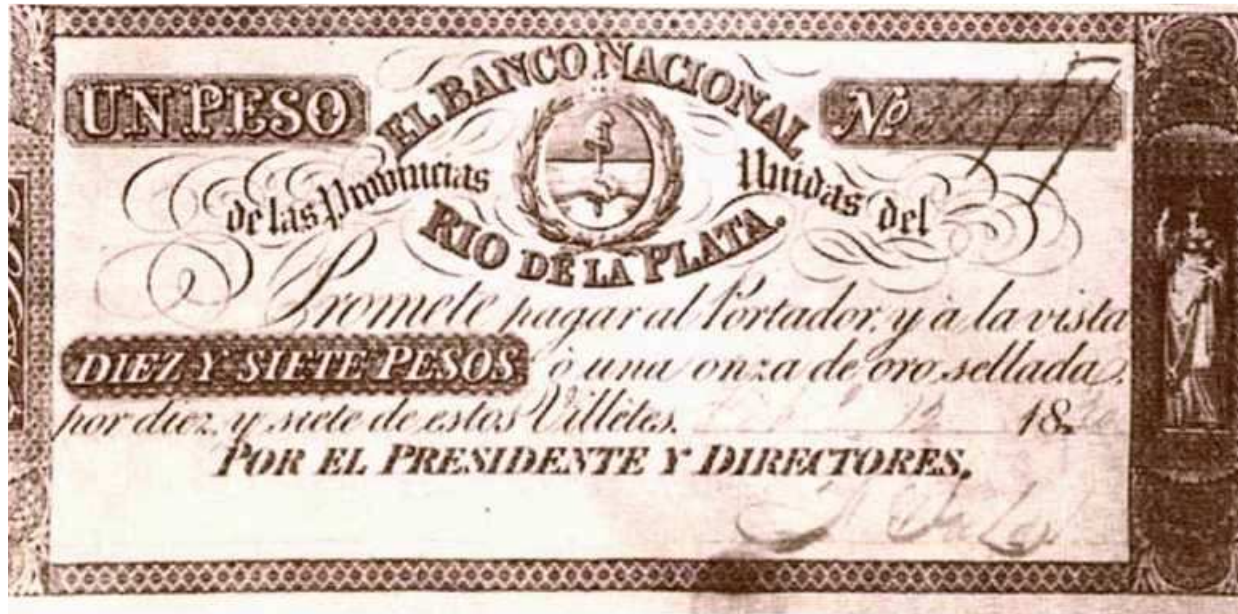 UN PESO
EL BANCO NACIONAL
Nº
de las Provincias Unidas del
RIO DE LA PLATA.
Promete pagar al Portador, y à la vista
DIEZ Y SIETE PESOS ò una onza de oro sellada,
por diez, y siete de estos Villetes. 18
POR EL PRESIDENTE Y DIRECTORES,